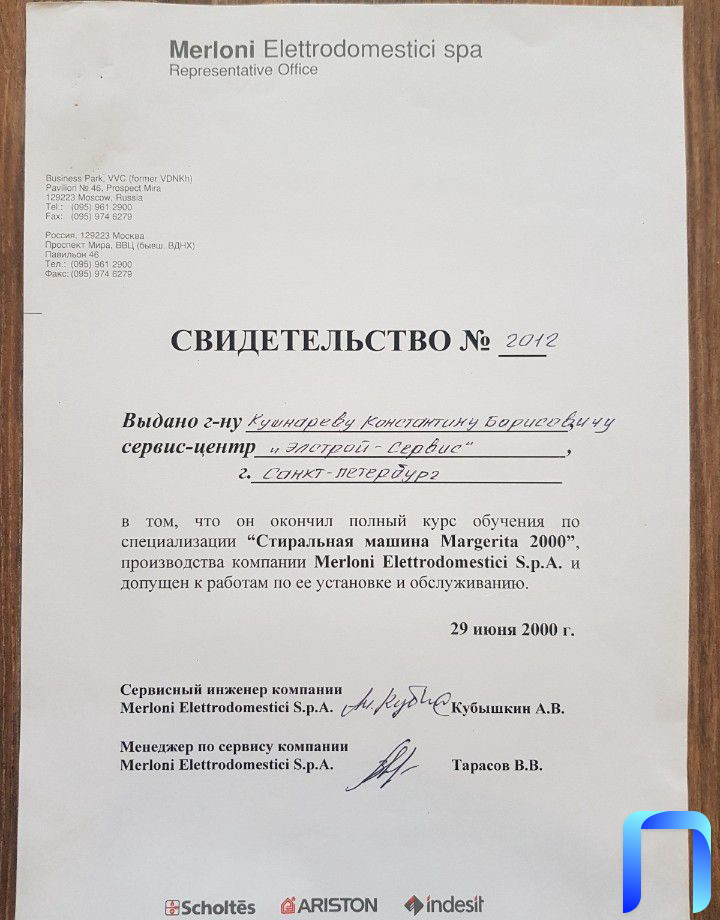 Merloni Elettrodomestici spa
Representative Office
Business Park, VVC (former VDNKh)
Pavilion № 46, Prospect Mira
129223 Moscow, Russia
Tel.: (095) 961 2900
Fax: (095) 974 6279
Россия, 129223 Москва
Проспект Мира, ВВЦ (бывш. ВДНХ)
Павильон 46
Тел.: (095) 961 2900
Факс: (095) 974 6279
СВИДЕТЕЛЬСТВО № 2012
Выдано г-ну Кушнареву Константину Борисовичу
сервис-центр „Элстрой-Сервис",
г. Санкт-петербург
в том, что он окончил полный курс обучения по
специализации “Стиральная машина Margerita 2000”,
производства компании Merloni Elettrodomestici S.p.A. и
допущен к работам по ее установке и обслуживанию.
29 июня 2000 г.
Сервисный инженер компании
Merloni Elettrodomestici S.p.A. Кубышкин А.В.
Менеджер по сервису компании
Merloni Elettrodomestici S.p.A. Тарасов В.В.
Scholtēs ARISTON indesit